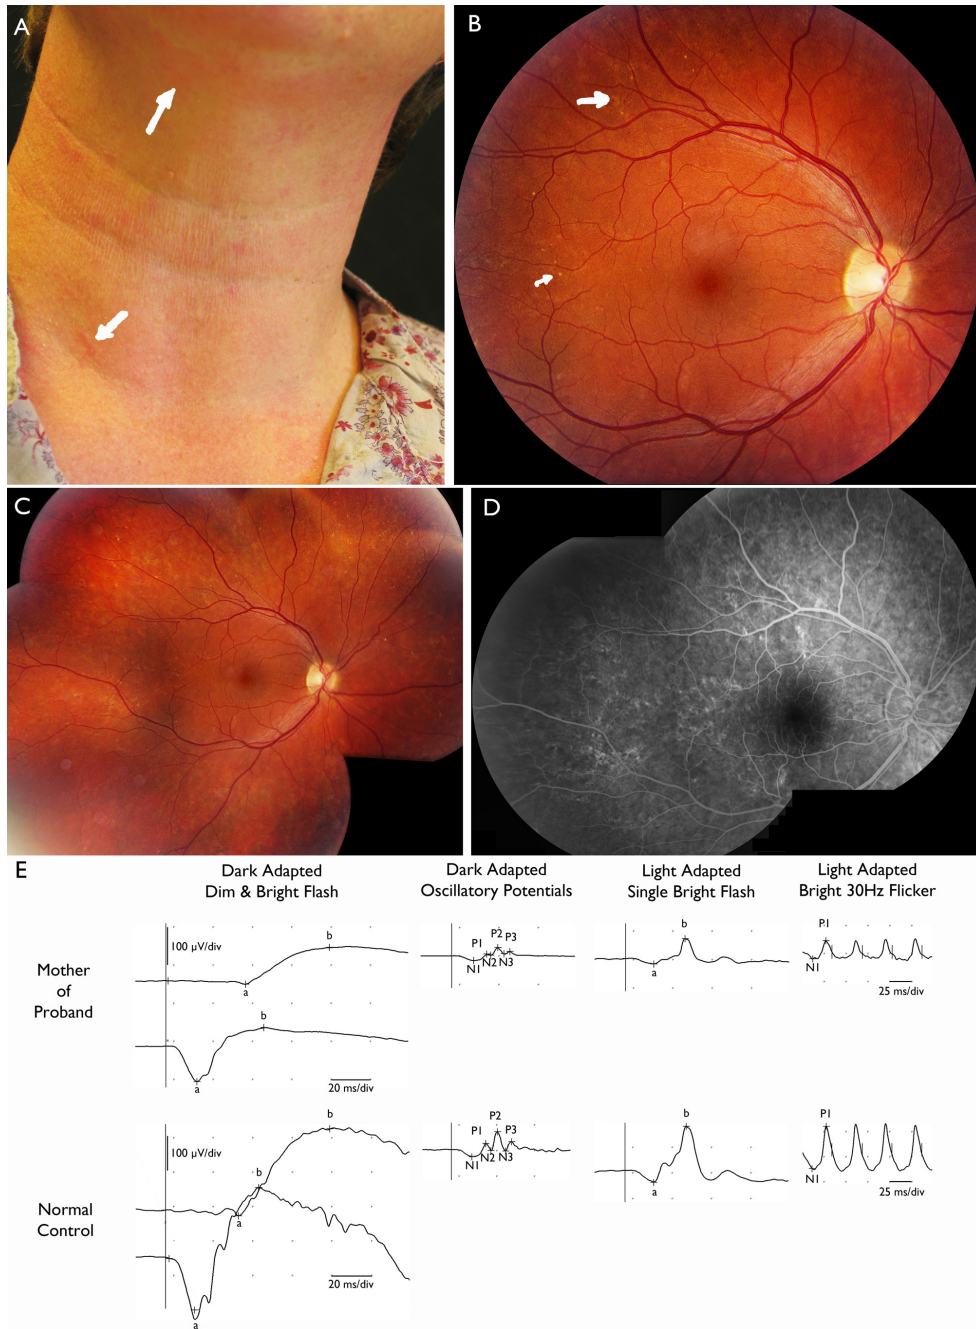 A
B
C
D
E
Dark Adapted
Dim & Bright Flash
Dark Adapted
Oscillatory Potentials
Light Adapted
Single Bright Flash
Light Adapted
Bright 30Hz Flicker
Mother
of
Proband
100 μV/div
b
a
b
a
20 ms/div
P1
P2
P3
N1
N2
N3
b
a
P1
N1
25 ms/div
Normal
Control
100 μV/div
b
b
a
a
20 ms/div
P1
P2
P3
N1
N2
N3
b
a
P1
N1
25 ms/div